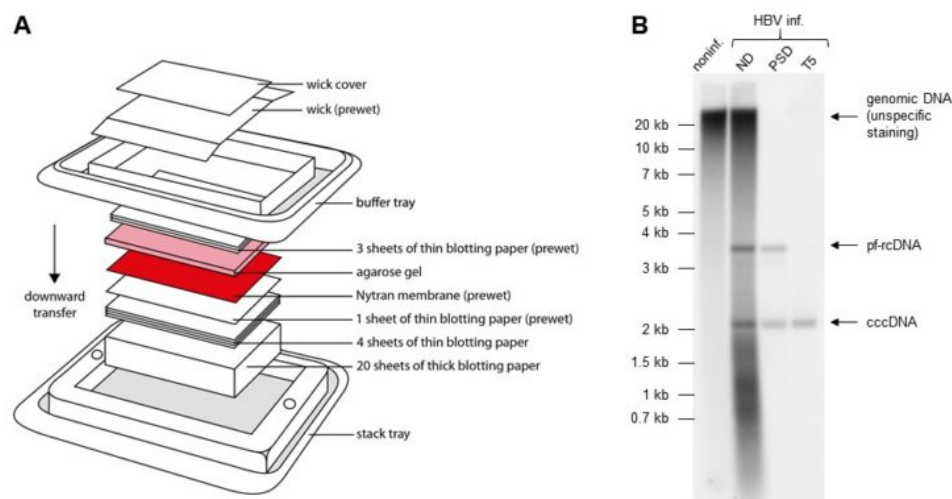 A
wick cover
wick (prewet)
buffer tray
3 sheets of thin blotting paper (prewet)
agarose gel
Nytran membrane (prewet)
1 sheet of thin blotting paper (prewet)
4 sheets of thin blotting paper
20 sheets of thick blotting paper
stack tray
downward
transfer
B
HBV inf.
noninf.
ND
PSD
T5
20 kb
10 kb
7 kb
5 kb
4 kb
3 kb
2 kb
1.5 kb
1 kb
0.7 kb
genomic DNA
(unspecific
staining)
pf-rcDNA
cccDNA